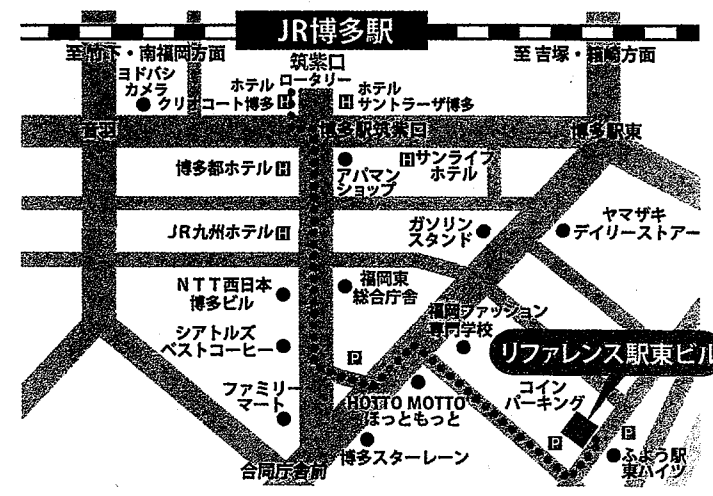 JR博多駅
至 竹下・南福岡方面
至 吉塚・箱崎方面
筑紫口
ロータリー
ヨドバシ
カメラ
ホテル
クリオコート博多 H
H ホテル
サントラーザ博多
音羽
博多駅筑紫口
博多駅東
博多都ホテル H
アパマン
ショップ
H サンライフ
ホテル
JR九州ホテル H
ガソリン
スタンド
ヤマザキ
デイリーストアー
NTT西日本
博多ビル
福岡東
総合庁舎
福岡ファッション
専門学校
シアトルズ
ベストコーヒー
P
リファレンス駅東ビル
ファミリー
マート
HOTTO MOTTO
ほっともっと
コイン
パーキング
P
P
博多スターレーン
合同庁舎前
ふよう駅
東ハイツ